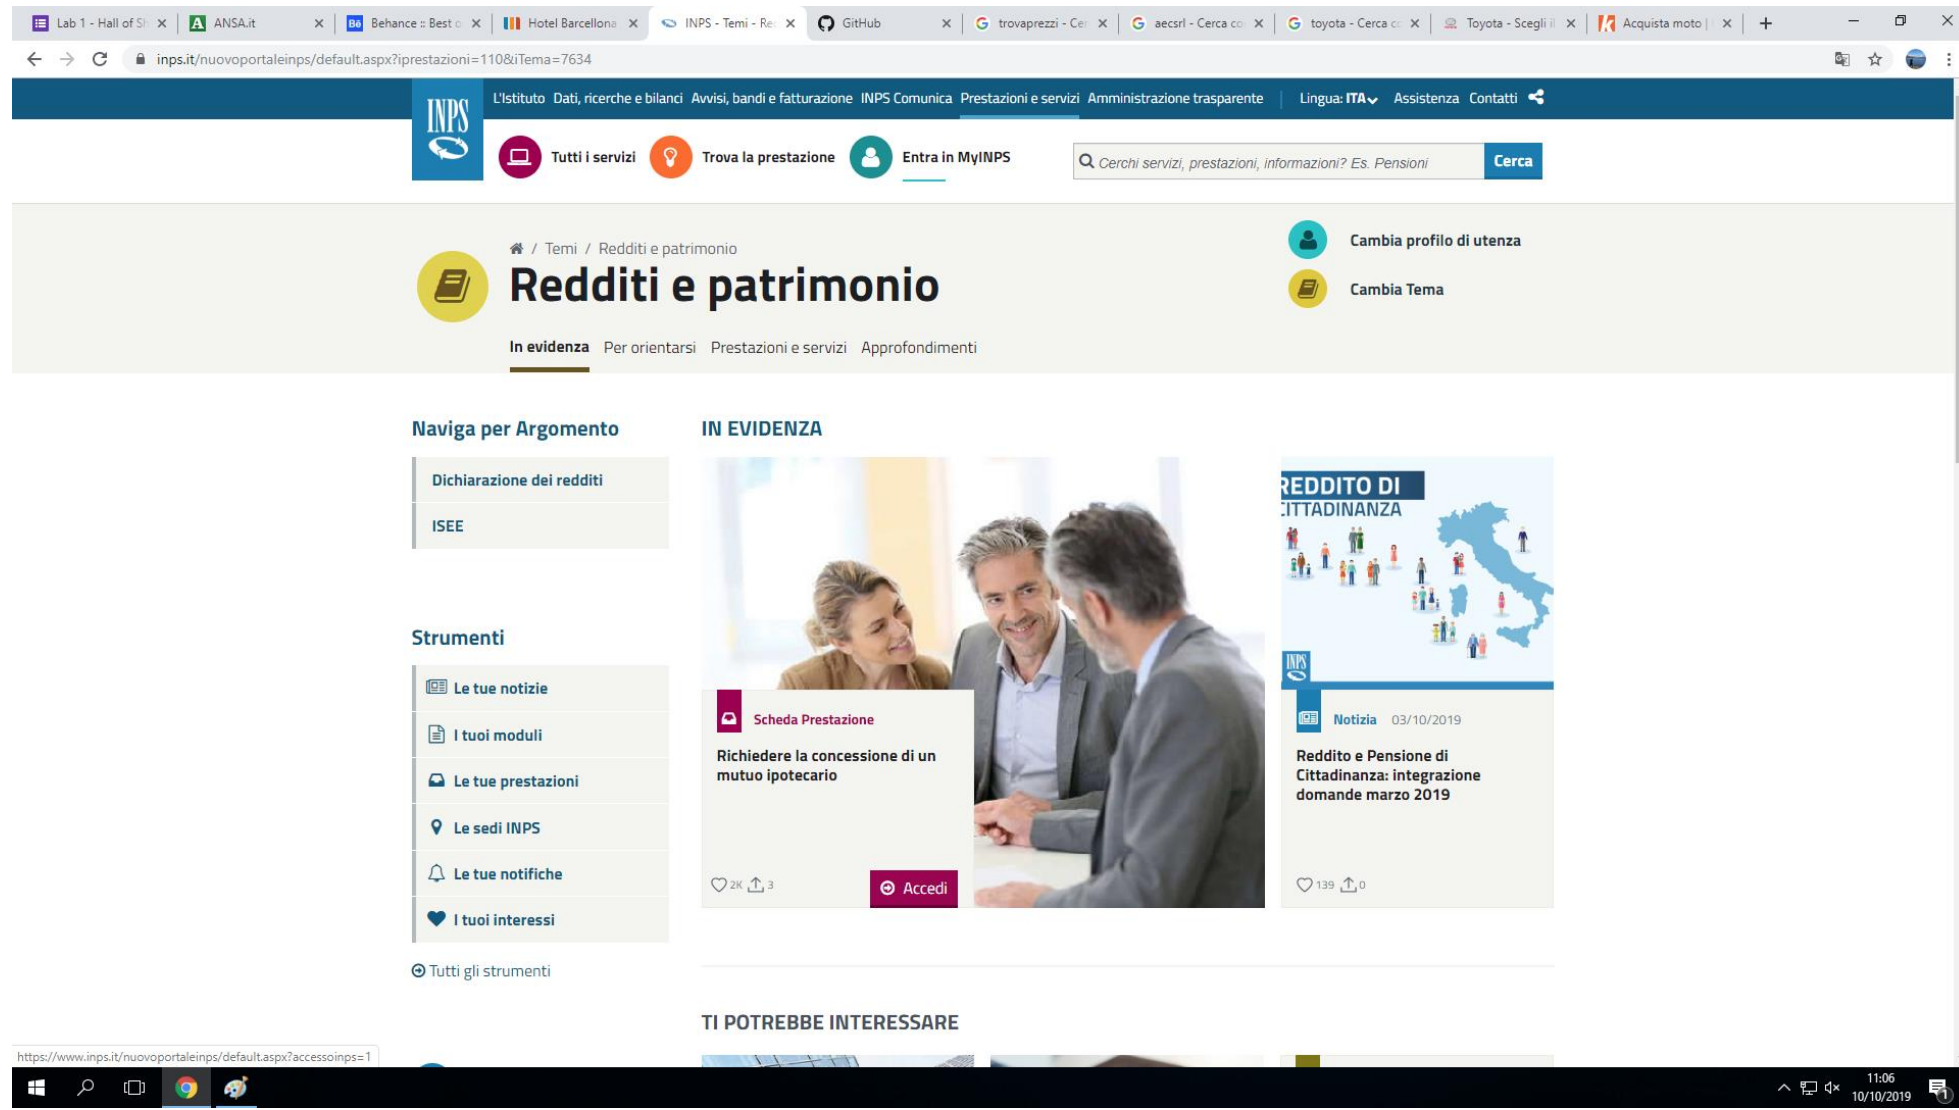 Lab 1 - Hall of Sh
ANSA.it
Behance :: Best o
Hotel Barcellona
INPS - Temi - Red
GitHub
trovaprezzi - Cer
aecsrl - Cerca co
toyota - Cerca co
Toyota - Scegli il
Acquista moto |
inps.it/nuovoportaleinps/default.aspx?iprestazioni=110&iTema=7634
INPS
L'Istituto Dati, ricerche e bilanci Avvisi, bandi e fatturazione INPS Comunica Prestazioni e servizi Amministrazione trasparente Lingua: ITA Assistenza Contatti
Tutti i servizi
Trova la prestazione
Entra in MyINPS
Cerchi servizi, prestazioni, informazioni? Es. Pensioni
Cerca
/ Temi / Redditi e patrimonio
Redditi e patrimonio
Cambia profilo di utenza
Cambia Tema
In evidenza Per orientarsi Prestazioni e servizi Approfondimenti
Naviga per Argomento
Dichiarazione dei redditi
ISEE
Strumenti
Le tue notizie
I tuoi moduli
Le tue prestazioni
Le sedi INPS
Le tue notifiche
I tuoi interessi
Tutti gli strumenti
IN EVIDENZA
Scheda Prestazione
Richiedere la concessione di un
mutuo ipotecario
2K 3
Accedi
REDDITO DI
CITTADINANZA
INPS
Notizia 03/10/2019
Reddito e Pensione di
Cittadinanza: integrazione
domande marzo 2019
139 0
TI POTREBBE INTERESSARE
https://www.inps.it/nuovoportaleinps/default.aspx?accessoinps=1
11:06
10/10/2019
1